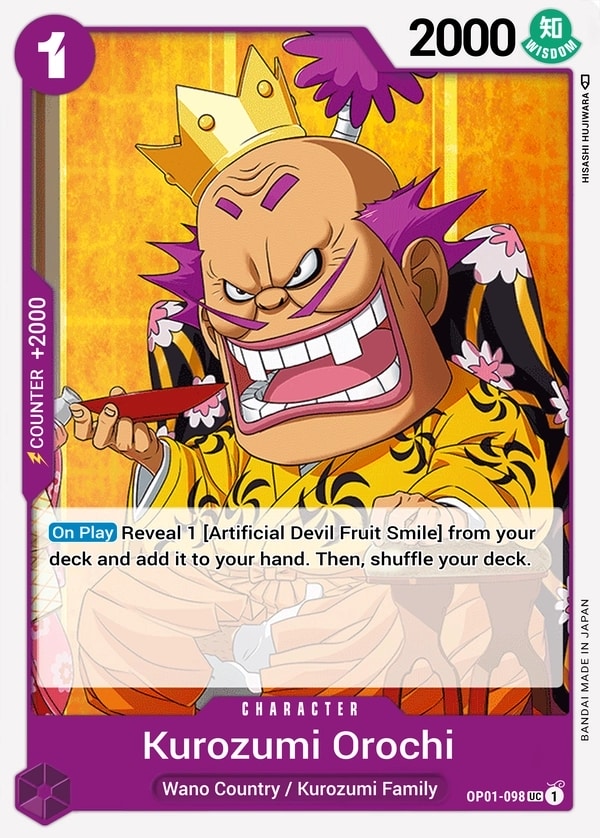 1
2000
知
WISDOM
HISASHI HUJIWARA
COUNTER +2000
On Play Reveal 1 [Artificial Devil Fruit Smile] from your
deck and add it to your hand. Then, shuffle your deck.
BANDAI MADE IN JAPAN
CHARACTER
Kurozumi Orochi
Wano Country / Kurozumi Family
OP01-098 UC 1